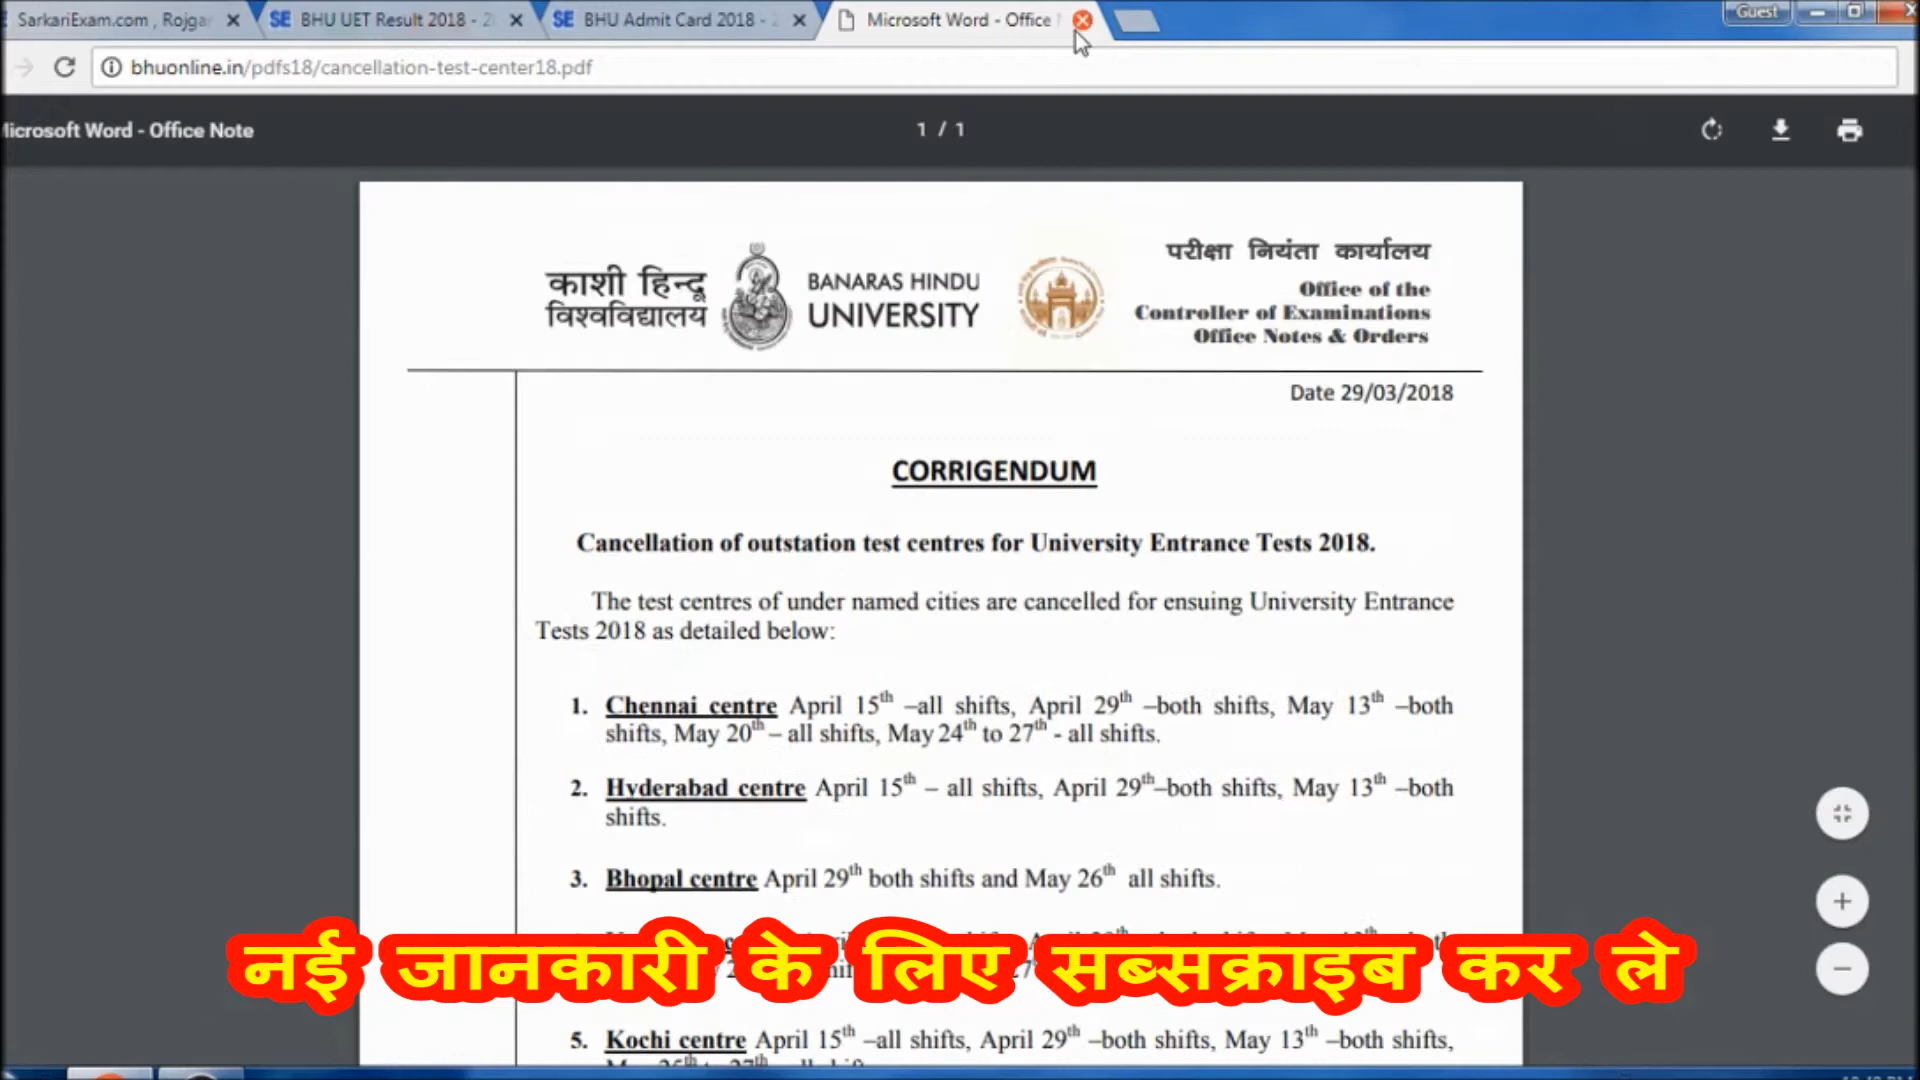 SarkariExam.com , Rojgar
SE BHU UET Result 2018 - 2
SE BHU Admit Card 2018 -
Microsoft Word - Office
Guest
bhuonline.in/pdfs18/cancellation-test-center18.pdf
Microsoft Word - Office Note
1 / 1
काशी हिन्दू
विश्वविद्यालय
BANARAS HINDU
UNIVERSITY
परीक्षा नियंता कार्यालय
Office of the
Controller of Examinations
Office Notes & Orders
Date 29/03/2018
CORRIGENDUM
Cancellation of outstation test centres for University Entrance Tests 2018.
The test centres of under named cities are cancelled for ensuing University Entrance
Tests 2018 as detailed below:
1. Chennai centre April 15th –all shifts, April 29th –both shifts, May 13th –both
shifts, May 20th – all shifts, May 24th to 27th - all shifts.
2. Hyderabad centre April 15th – all shifts, April 29th–both shifts, May 13th –both
shifts.
3. Bhopal centre April 29th both shifts and May 26th all shifts.
नई जानकारी के लिए सब्सक्राइब कर ले
5. Kochi centre April 15th –all shifts, April 29th –both shifts, May 13th –both shifts,